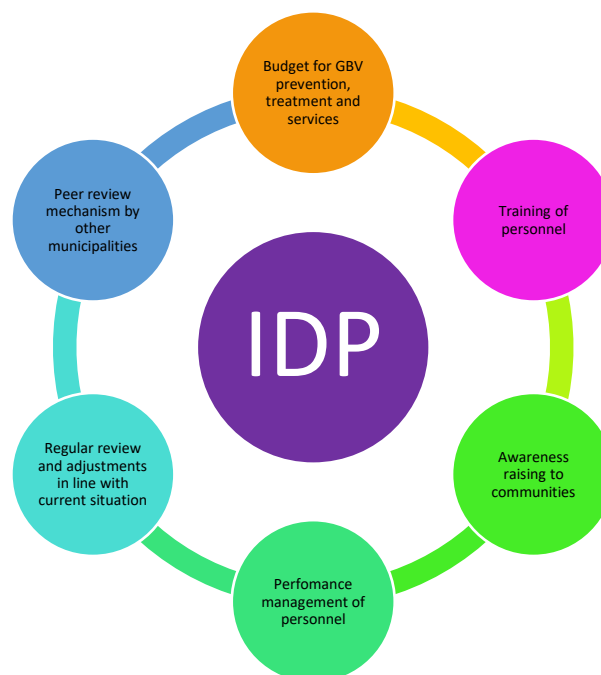 Budget for GBV
prevention,
treatment and
services
Training of
personnel
Awareness
raising to
communities
Perfomance
management of
personnel
Regular review
and adjustments
in line with
current situation
Peer review
mechanism by
other
municipalities
IDP